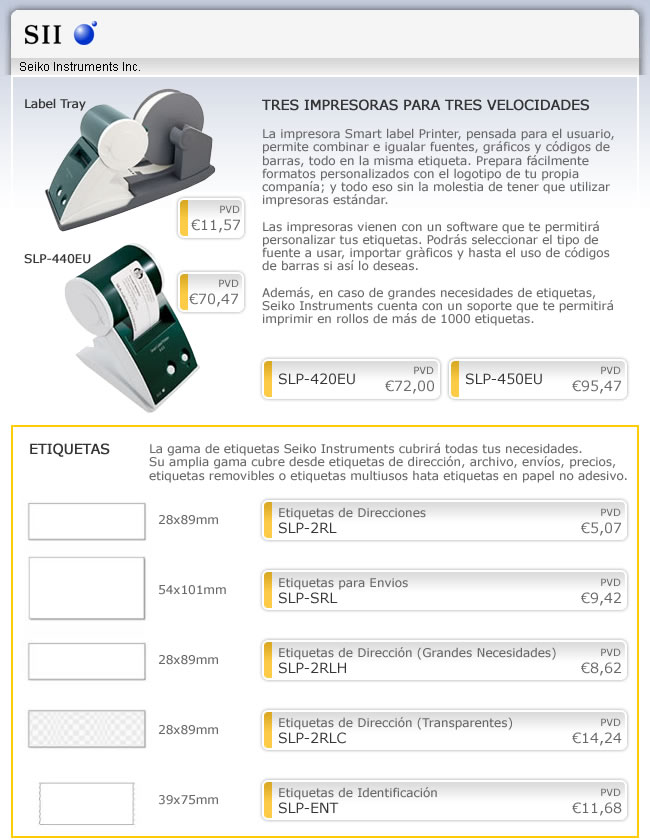 SII
Seiko Instruments Inc.
Label Tray
PVD
€11,57
SLP-440EU
PVD
€70,47
TRES IMPRESORAS PARA TRES VELOCIDADES
La impresora Smart label Printer, pensada para el usuario,
permite combinar e igualar fuentes, gráficos y códigos de
barras, todo en la misma etiqueta. Prepara fácilmente
formatos personalizados con el logotipo de tu propia
companía; y todo eso sin la molestia de tener que utilizar
impresoras estándar.
Las impresoras vienen con un software que te permitirá
personalizar tus etiquetas. Podrás seleccionar el tipo de
fuente a usar, importar gràficos y hasta el uso de códigos
de barras si así lo deseas.
Además, en caso de grandes necesidades de etiquetas,
Seiko Instruments cuenta con un soporte que te permitirá
imprimir en rollos de más de 1000 etiquetas.
SLP-420EU
PVD
€72,00
SLP-450EU
PVD
€95,47
ETIQUETAS
La gama de etiquetas Seiko Instruments cubrirá todas tus necesidades.
Su amplia gama cubre desde etiquetas de dirección, archivo, envíos, precios,
etiquetas removibles o etiquetas multiusos hata etiquetas en papel no adesivo.
28x89mm
Etiquetas de Direcciones
SLP-2RL
PVD
€5,07
54x101mm
Etiquetas para Envios
SLP-SRL
PVD
€9,42
28x89mm
Etiquetas de Dirección (Grandes Necesidades)
SLP-2RLH
PVD
€8,62
28x89mm
Etiquetas de Dirección (Transparentes)
SLP-2RLC
PVD
€14,24
39x75mm
Etiquetas de Identificación
SLP-ENT
PVD
€11,68